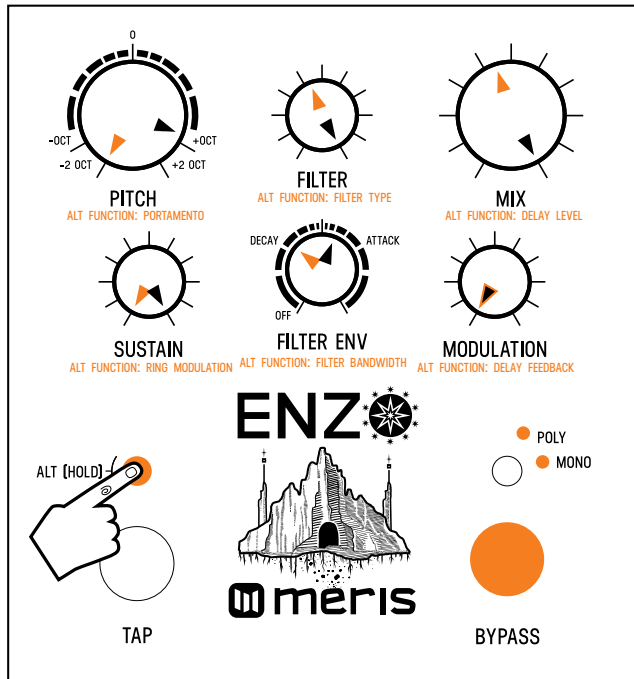 0
-OCT
+OCT
-2 OCT
+2 OCT
PITCH
ALT FUNCTION: PORTAMENTO
FILTER
ALT FUNCTION: FILTER TYPE
MIX
ALT FUNCTION: DELAY LEVEL
DECAY
ATTACK
OFF
SUSTAIN
ALT FUNCTION: RING MODULATION
FILTER ENV
ALT FUNCTION: FILTER BANDWIDTH
MODULATION
ALT FUNCTION: DELAY FEEDBACK
ENZO
POLY
MONO
ALT (HOLD)
meris
TAP
BYPASS